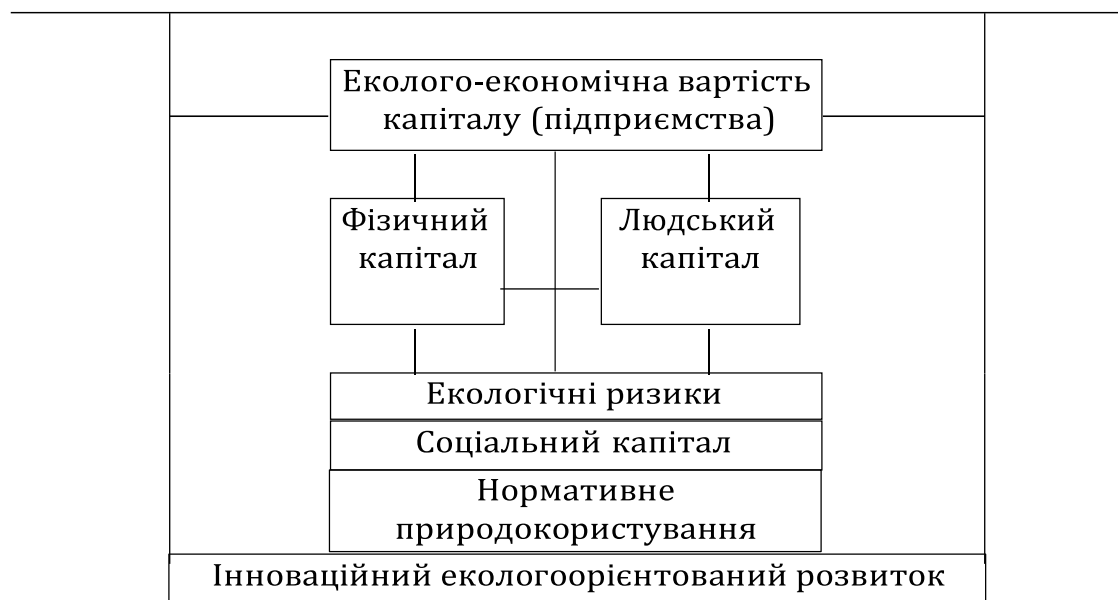 Еколого-економічна вартість
капіталу (підприємства)
Фізичний
капітал
Людський
капітал
Екологічні ризики
Соціальний капітал
Нормативне
природокористування
Інноваційний екологоорієнтований розвиток